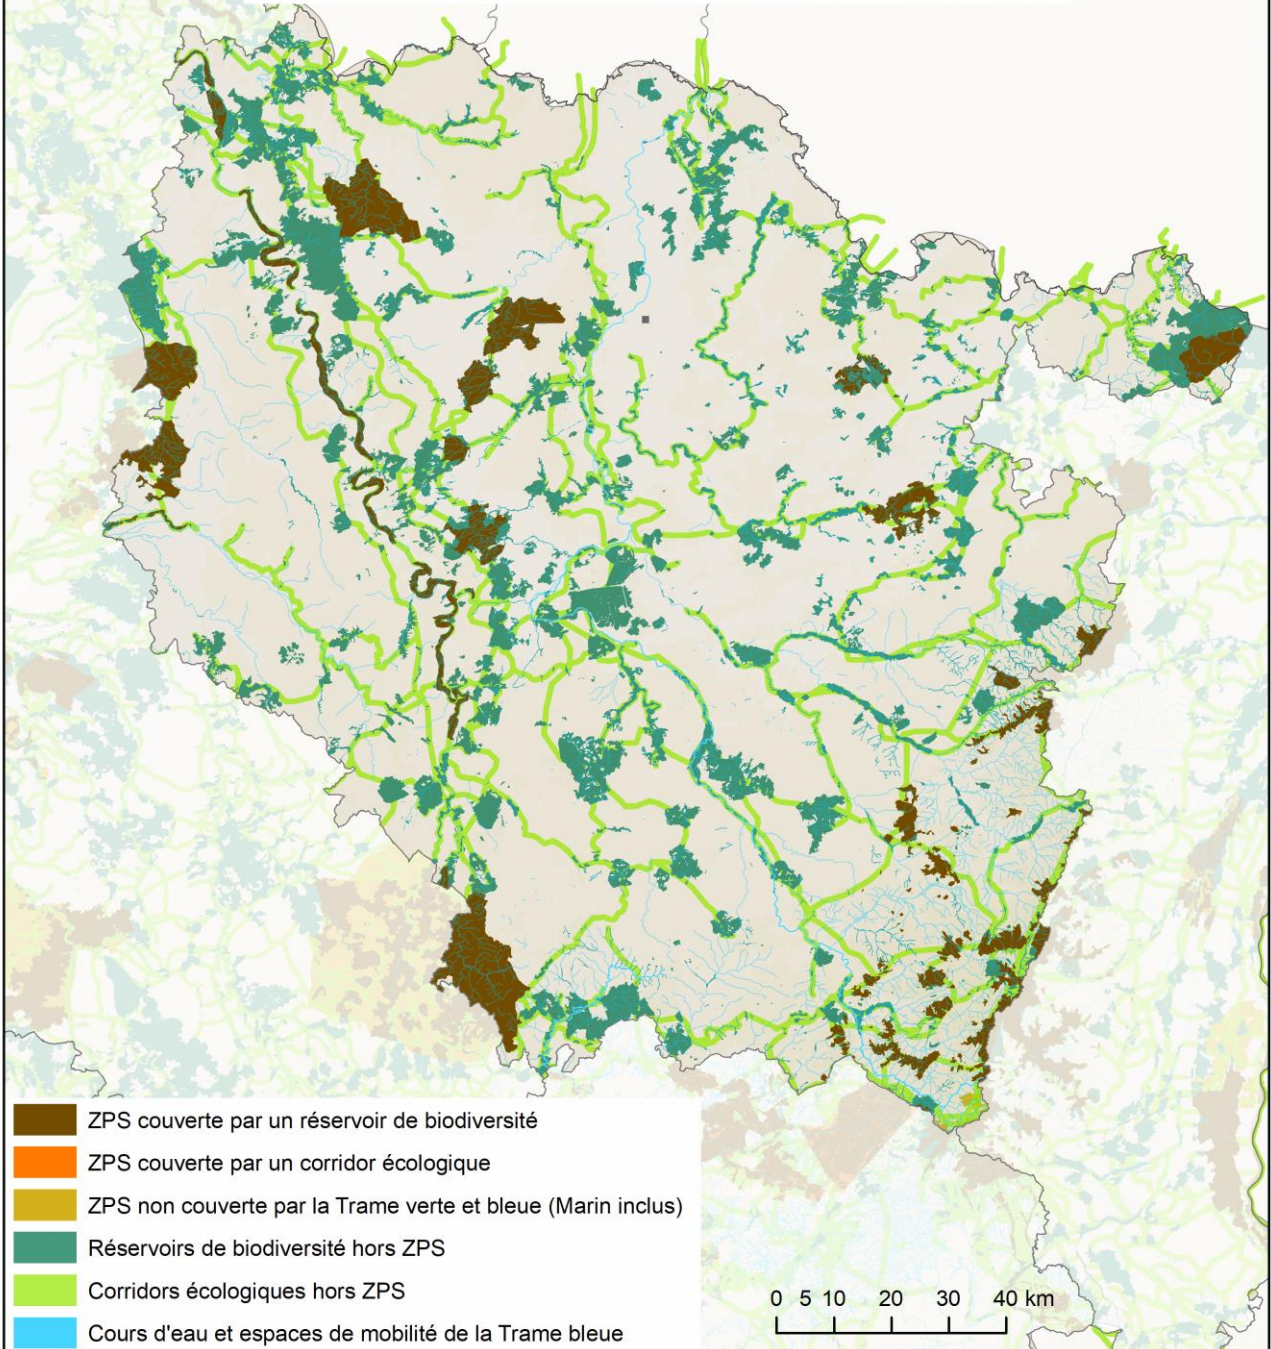 ZPS couverte par un réservoir de biodiversité
ZPS couverte par un corridor écologique
ZPS non couverte par la Trame verte et bleue (Marin inclus)
Réservoirs de biodiversité hors ZPS
Corridors écologiques hors ZPS
Cours d'eau et espaces de mobilité de la Trame bleue
0 5 10 20 30 40 km